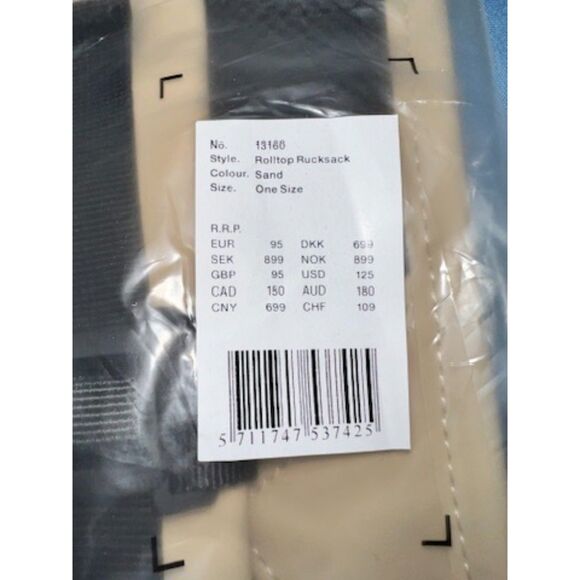 No. 13160
Style. Rolltop Rucksack
Colour. Sand
Size. One Size
R.R.P.
EUR 95 DKK 699
SEK 899 NOK 899
GBP 95 USD 125
CAD 150 AUD 180
CNY 699 CHF 109
5 711747 537425